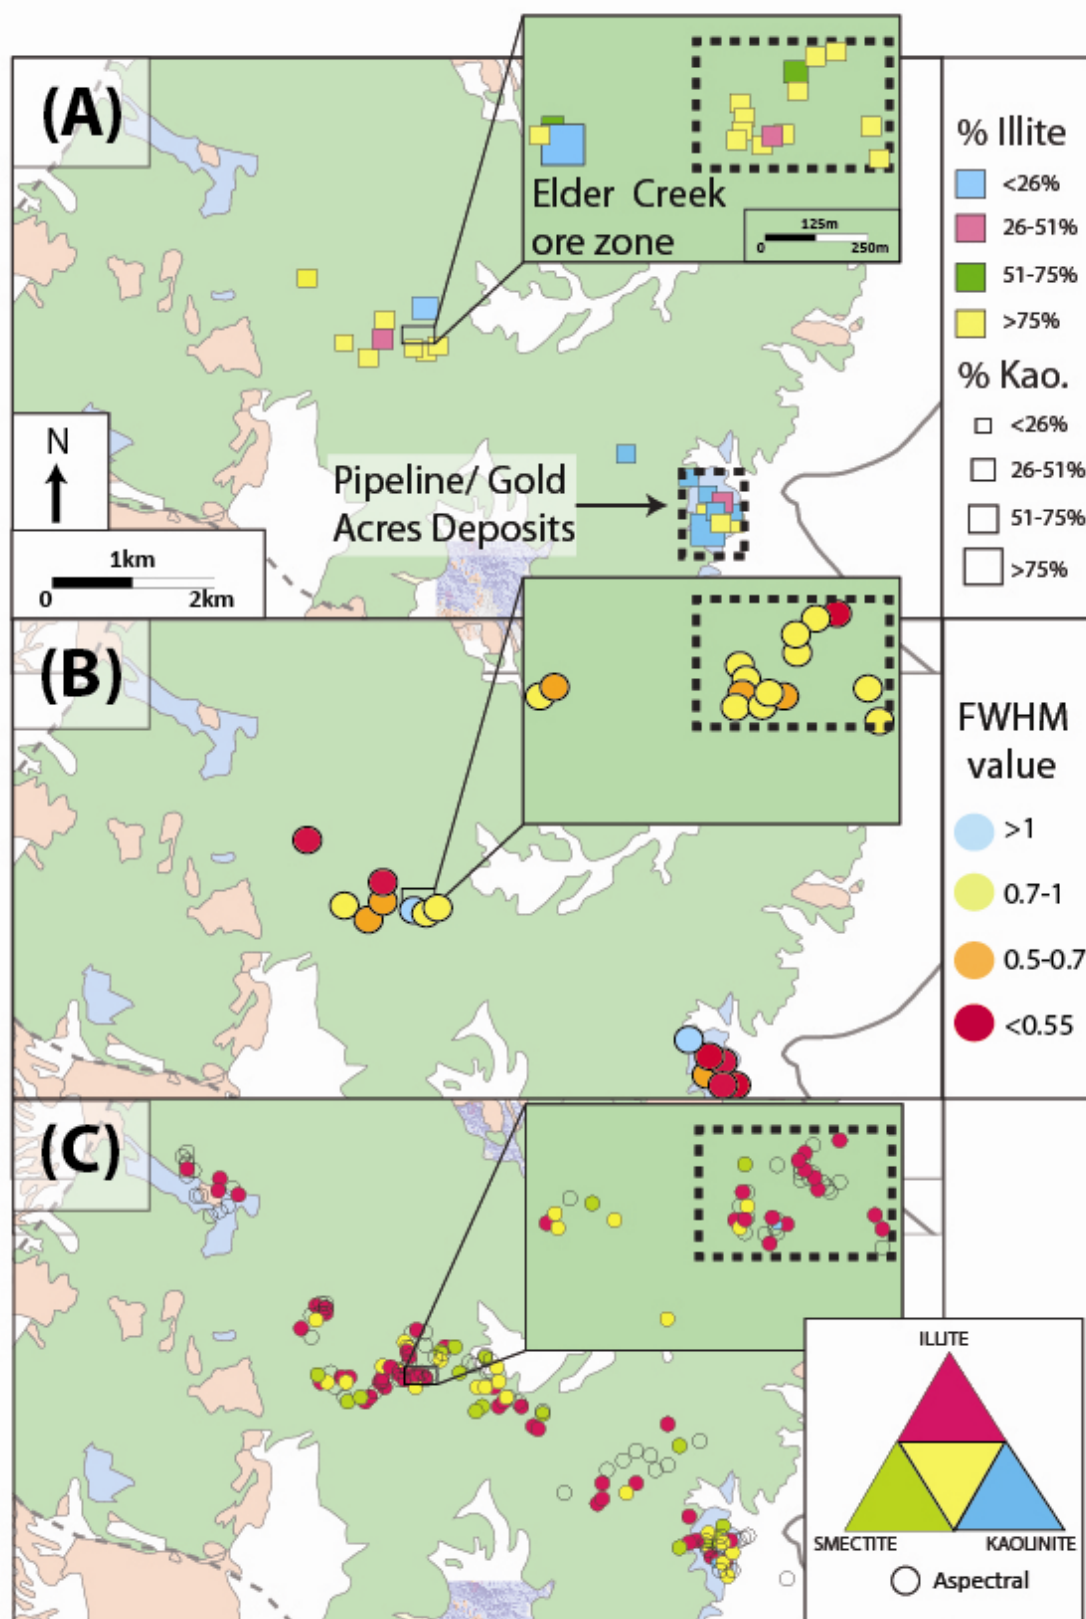 (A)
Elder Creek
ore zone
125m
0
250m
% Illite
<26%
26-51%
51-75%
>75%
% Kao.
<26%
26-51%
51-75%
>75%
N
Pipeline/ Gold
Acres Deposits
1km
0
2km
(B)
FWHM
value
>1
0.7-1
0.5-0.7
<0.55
(C)
ILLITE
SMECTITE
KAOLINITE
Aspectral